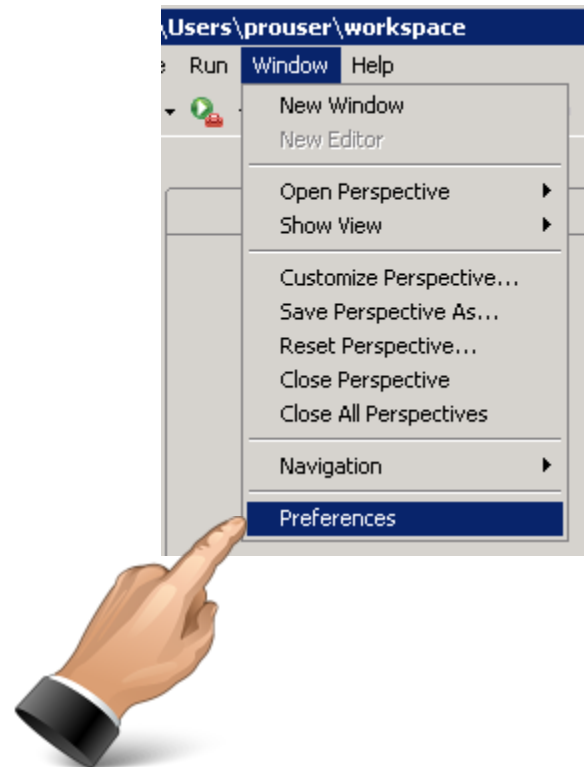 \Users\prouser\workspace
Run Window Help
New Window
New Editor
Open Perspective
Show View
Customize Perspective...
Save Perspective As...
Reset Perspective...
Close Perspective
Close All Perspectives
Navigation
Preferences